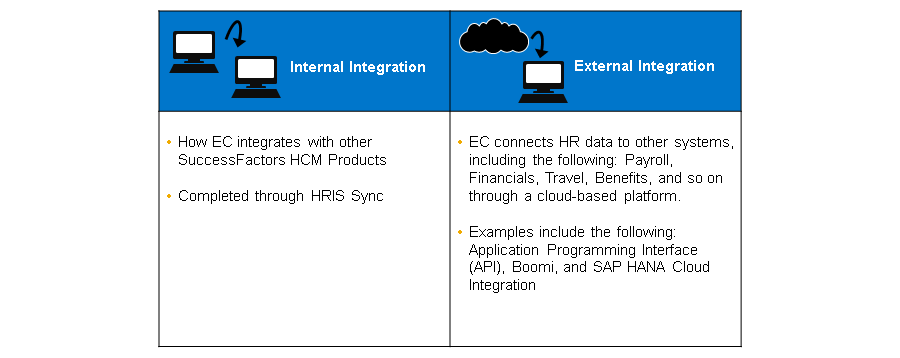 Internal Integration
External Integration
• How EC integrates with other
SuccessFactors HCM Products
• Completed through HRIS Sync
• EC connects HR data to other systems,
including the following: Payroll,
Financials, Travel, Benefits, and so on
through a cloud-based platform.
• Examples include the following:
Application Programming Interface
(API), Boomi, and SAP HANA Cloud
Integration